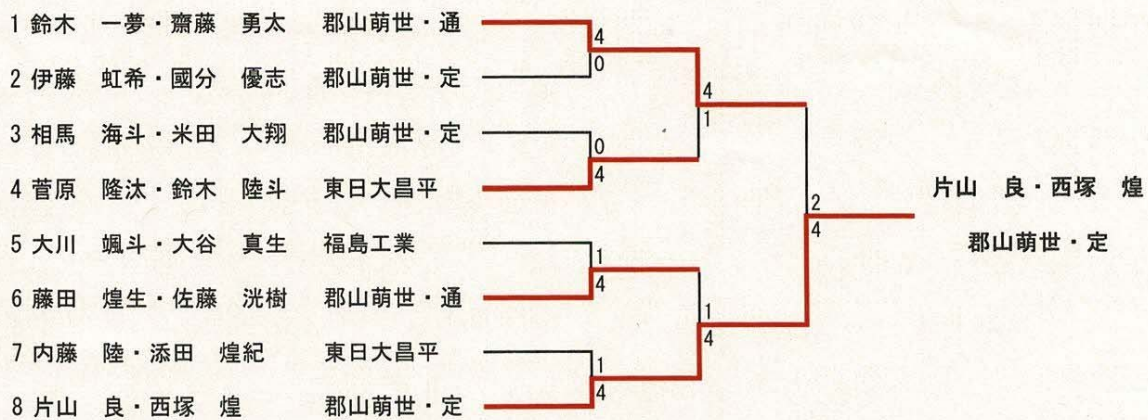 1 鈴木 一夢・齋藤 勇太 郡山萌世・通
4
0
2 伊藤 虹希・國分 優志 郡山萌世・定
4
1
3 相馬 海斗・米田 大翔 郡山萌世・定
0
4
4 菅原 隆汰・鈴木 陸斗 東日大昌平
片山 良・西塚 煌
2
4
郡山萌世・定
5 大川 颯斗・大谷 真生 福島工業
1
4
6 藤田 煌生・佐藤 洸樹 郡山萌世・通
1
4
7 内藤 陸・添田 煌紀 東日大昌平
1
4
8 片山 良・西塚 煌 郡山萌世・定